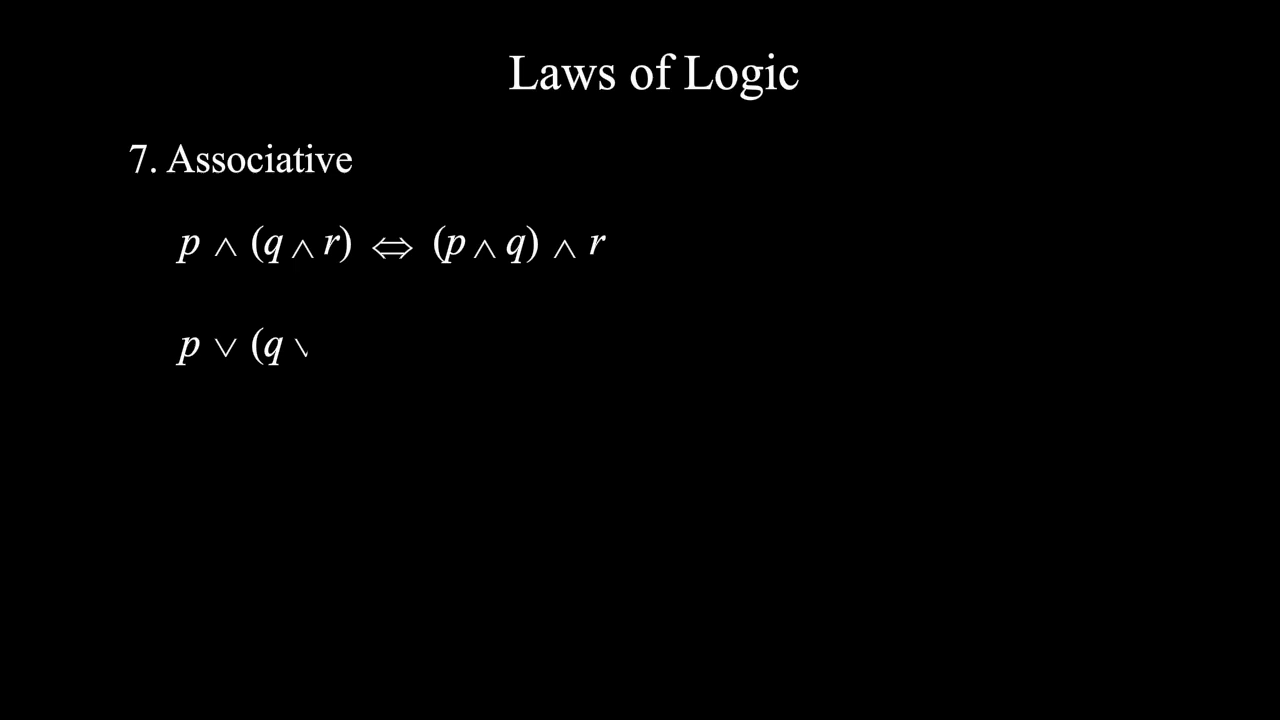 Laws of Logic
7. Associative
p ∧ (q ∧ r) ⇔ (p ∧ q) ∧ r
p ∨ (q